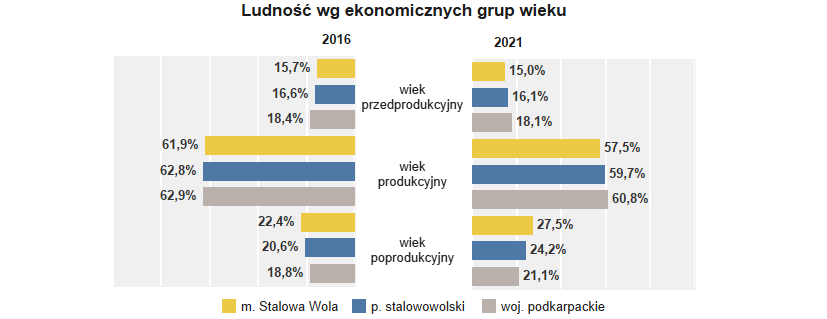 Ludność wg ekonomicznych grup wieku
2016
2021
15,7%
15,0%
wiek
16,6%
16,1%
przedprodukcyjny
18,4%
18,1%
61,9%
57,5%
wiek
62,8%
59,7%
produkcyjny
62,9%
60,8%
22,4%
27,5%
wiek
20,6%
24,2%
poprodukcyjny
18,8%
21,1%
m. Stalowa Wola p. stalowowolski woj. podkarpackie